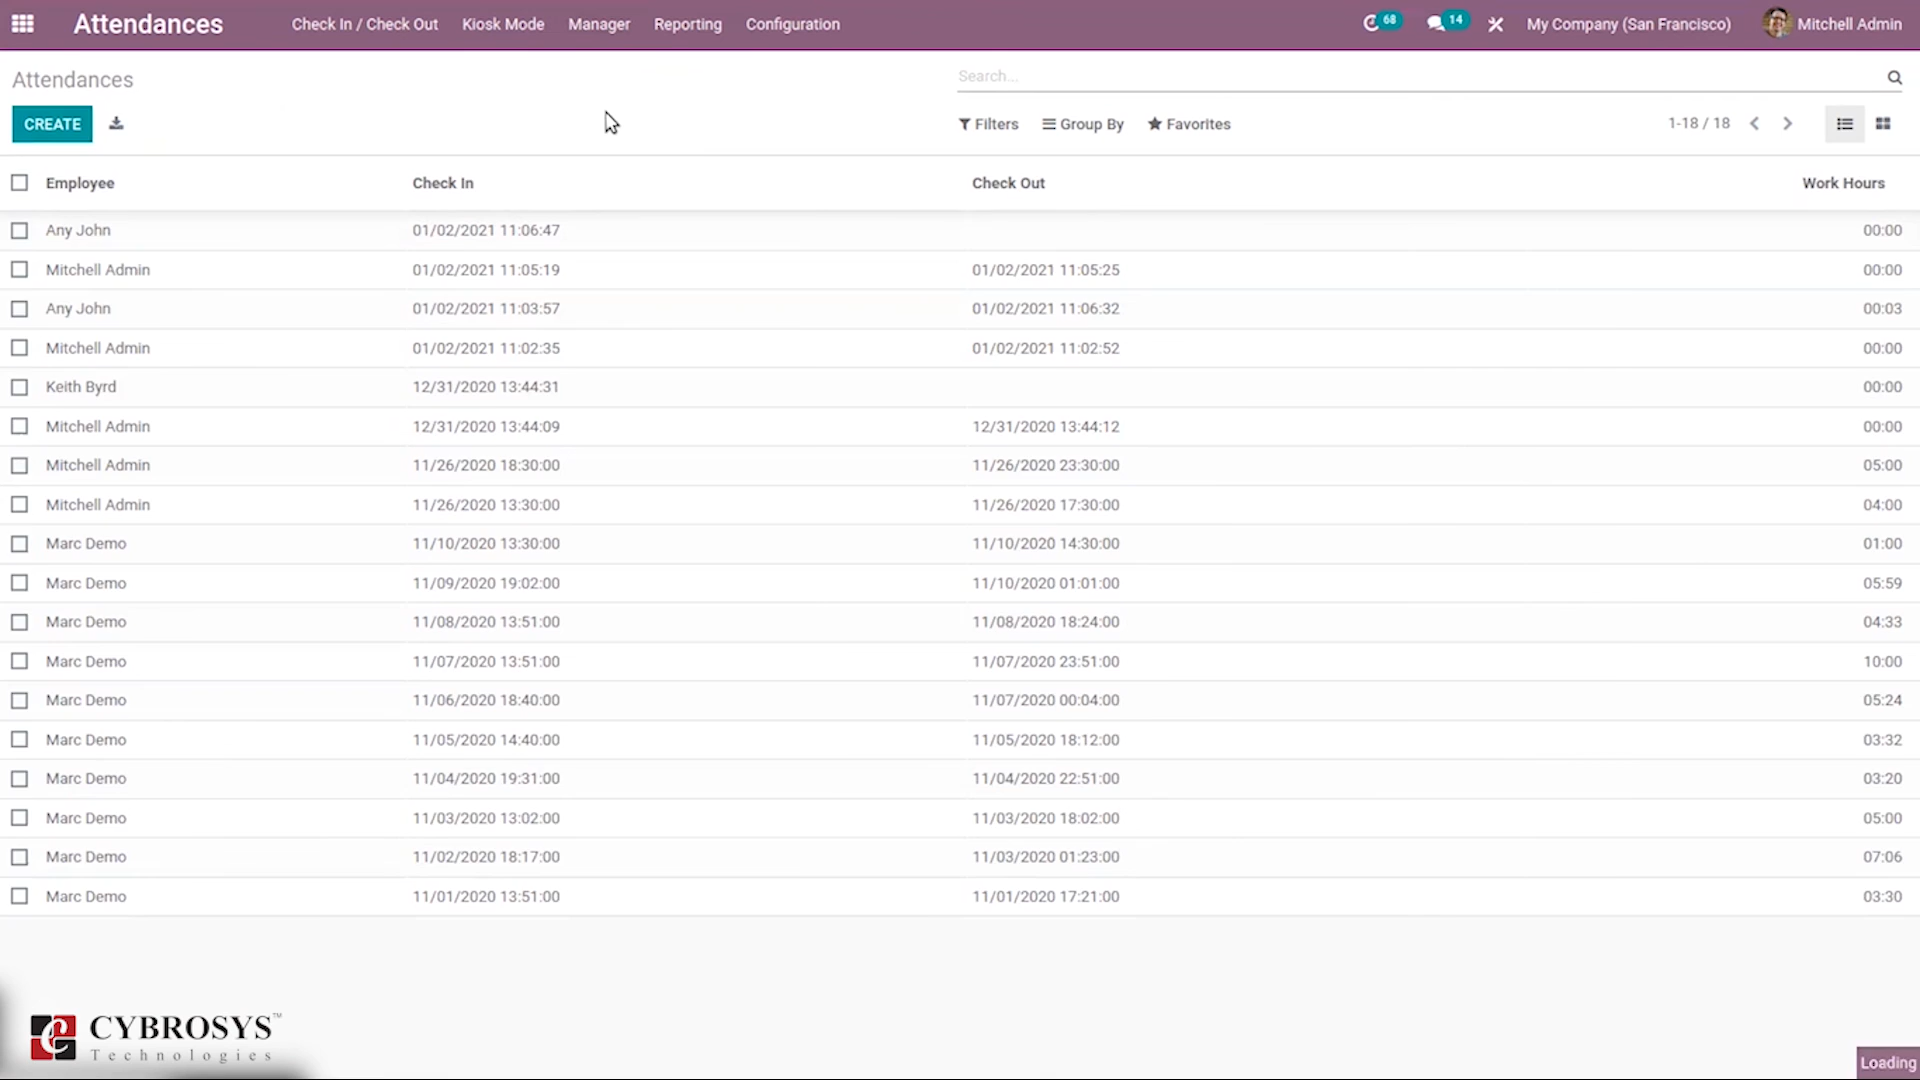 Attendances Check In / Check Out Kiosk Mode Manager Reporting Configuration 68 14 My Company (San Francisco) Mitchell Admin
Attendances Search...
CREATE Filters Group By Favorites 1-18 / 18
Employee Check In Check Out Work Hours
Any John 01/02/2021 11:06:47 00:00
Mitchell Admin 01/02/2021 11:05:19 01/02/2021 11:05:25 00:00
Any John 01/02/2021 11:03:57 01/02/2021 11:06:32 00:03
Mitchell Admin 01/02/2021 11:02:35 01/02/2021 11:02:52 00:00
Keith Byrd 12/31/2020 13:44:31 00:00
Mitchell Admin 12/31/2020 13:44:09 12/31/2020 13:44:12 00:00
Mitchell Admin 11/26/2020 18:30:00 11/26/2020 23:30:00 05:00
Mitchell Admin 11/26/2020 13:30:00 11/26/2020 17:30:00 04:00
Marc Demo 11/10/2020 13:30:00 11/10/2020 14:30:00 01:00
Marc Demo 11/09/2020 19:02:00 11/10/2020 01:01:00 05:59
Marc Demo 11/08/2020 13:51:00 11/08/2020 18:24:00 04:33
Marc Demo 11/07/2020 13:51:00 11/07/2020 23:51:00 10:00
Marc Demo 11/06/2020 18:40:00 11/07/2020 00:04:00 05:24
Marc Demo 11/05/2020 14:40:00 11/05/2020 18:12:00 03:32
Marc Demo 11/04/2020 19:31:00 11/04/2020 22:51:00 03:20
Marc Demo 11/03/2020 13:02:00 11/03/2020 18:02:00 05:00
Marc Demo 11/02/2020 18:17:00 11/03/2020 01:23:00 07:06
Marc Demo 11/01/2020 13:51:00 11/01/2020 17:21:00 03:30
CYBROSYS™
Technologies
Loading